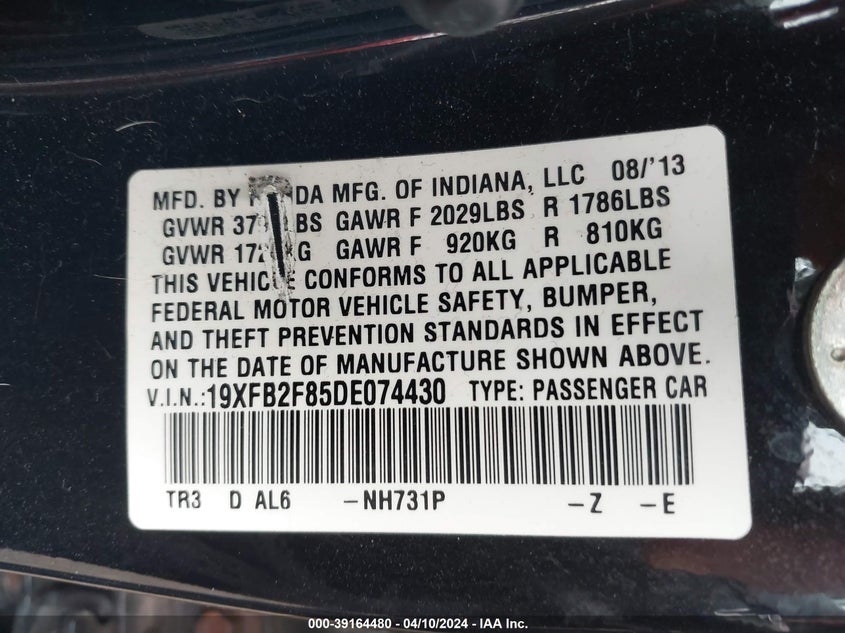 MFD. BY DA MFG. OF INDIANA, LLC 08/'13
GVWR GAWR F 2029LBS R 1786LBS
GVWR GAWR F 920KG R 810KG
THIS VEHICLE CONFORMS TO ALL APPLICABLE
FEDERAL MOTOR VEHICLE SAFETY, BUMPER,
AND THEFT PREVENTION STANDARDS IN EFFECT
ON THE DATE OF MANUFACTURE SHOWN ABOVE.
V.I.N.:19XFB2F85DE074430 TYPE: PASSENGER CAR
TR3 D AL6 -NH731P -Z -E
000-39164480 - 04/10/2024 - IAA Inc.